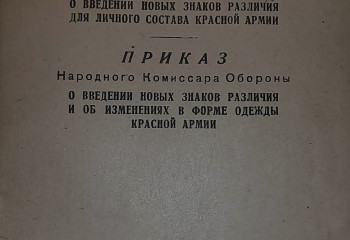 О ВВЕДЕНИИ НОВЫХ ЗНАКОВ РАЗЛИЧИЯ
ДЛЯ ЛИЧНОГО СОСТАВА КРАСНОЙ АРМИИ
ПРИКАЗ
Народного Комиссара Обороны
О ВВЕДЕНИИ НОВЫХ ЗНАКОВ РАЗЛИЧИЯ
И ОБ ИЗМЕНЕНИЯХ В ФОРМЕ ОДЕЖДЫ
КРАСНОЙ АРМИИ